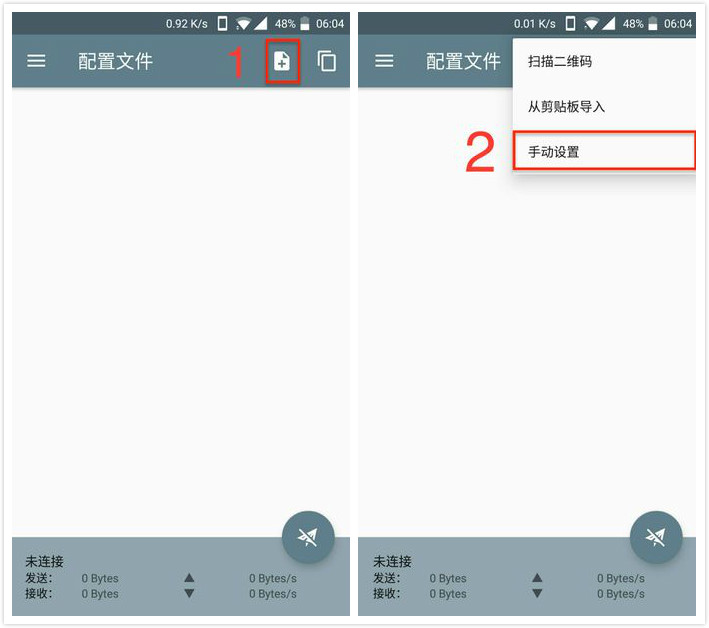 0.92 K/s 48% 06:04
配置文件 1
未连接
发送： 0 Bytes ▲ 0 Bytes/s
接收： 0 Bytes ▼ 0 Bytes/s
0.01 K/s 48% 06:04
配置文件
扫描二维码
从剪贴板导入
2 手动设置
未连接
发送： 0 Bytes ▲ 0 Bytes/s
接收： 0 Bytes ▼ 0 Bytes/s